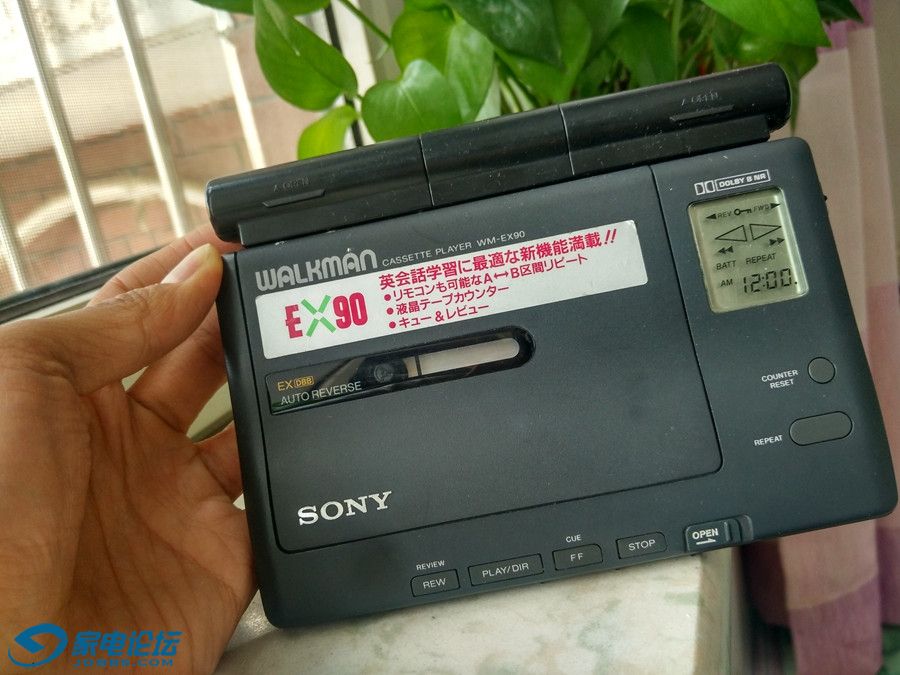 OPEN
OPEN
DOLBY B NR
REV FWD
BATT REPEAT
AM 12:00
WALKMAN CASSETTE PLAYER WM-EX90
EX90
英会話学習に最適な新機能満載!!
•リモコンも可能なA↔B区間リピート
•液晶テープカウンター
•キュー&レビュー
EX DBB
AUTO REVERSE
COUNTER
RESET
REPEAT
SONY
REVIEW
REW
PLAY/DIR
CUE
FF
STOP
OPEN
家电论坛
JDBBS.COM